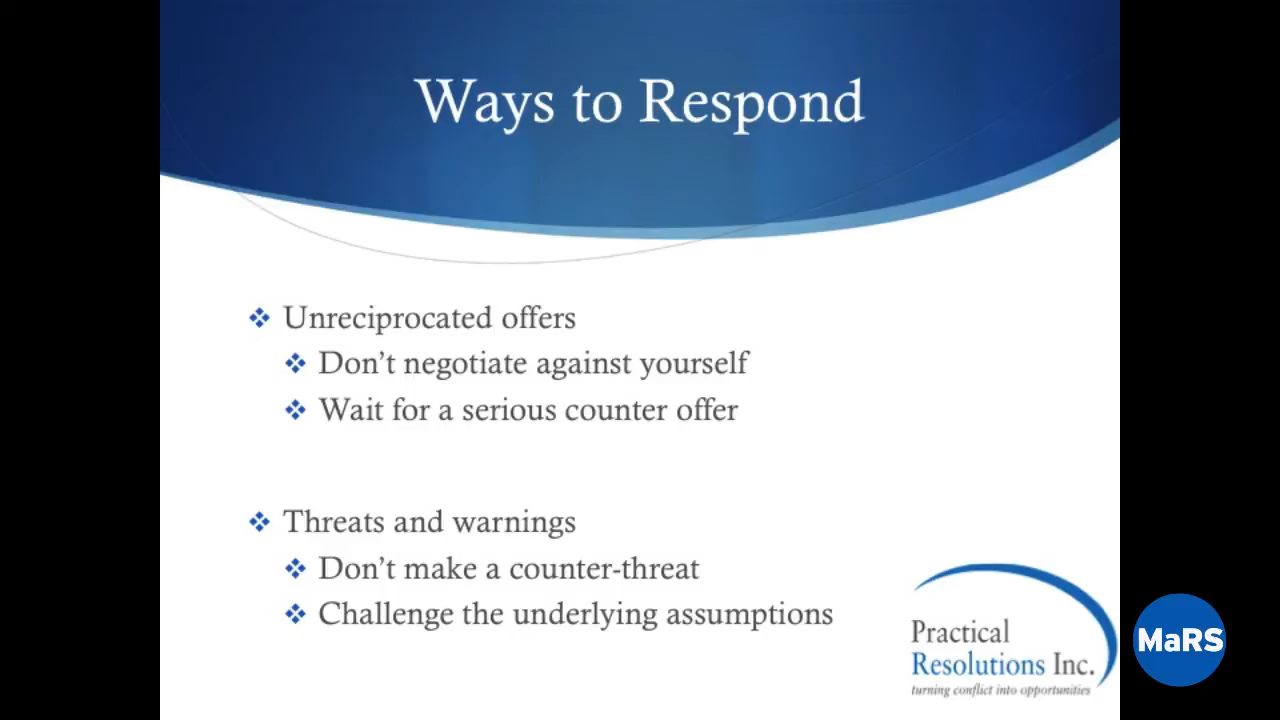 Ways to Respond
Unreciprocated offers
Don't negotiate against yourself
Wait for a serious counter offer
Threats and warnings
Don't make a counter-threat
Challenge the underlying assumptions
Practical
Resolutions Inc.
turning conflict into opportunities
MaRS